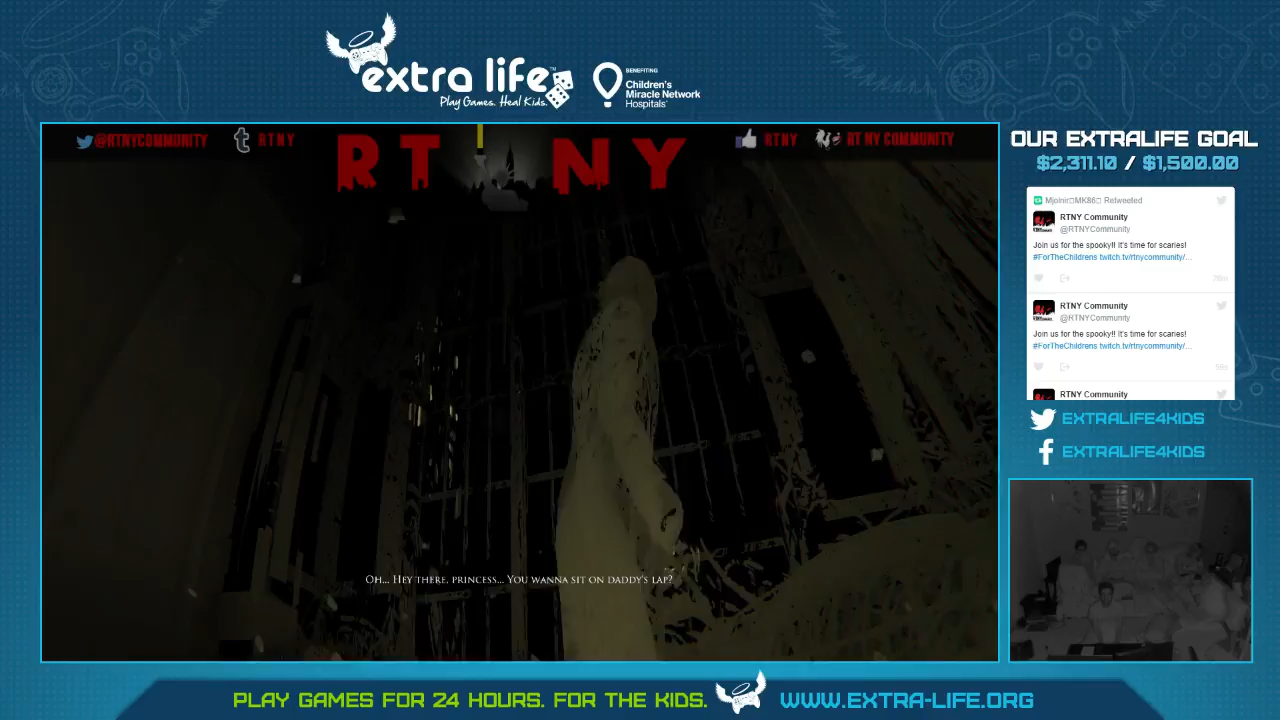 extra life™
Play Games. Heal Kids.
BENEFITING
Children's
Miracle Network
Hospitals®
@RTNYCOMMUNITY
RTNY
RT NY
RTNY
RT NY COMMUNITY
OUR EXTRALIFE GOAL
$2,311.10 / $1,500.00
Retweeted
RTNY Community
@RTNYCommunity
Join us for the spooky!! It's time for scaries!
#ForTheChildrens twitch.tv/rtnycommunity/...
RTNY Community
@RTNYCommunity
Join us for the spooky!! It's time for scaries!
#ForTheChildrens twitch.tv/rtnycommunity/...
RTNY Community
EXTRALIFE4KIDS
EXTRALIFE4KIDS
Oh... Hey there, princess... You wanna sit on daddy's lap?
PLAY GAMES FOR 24 HOURS. FOR THE KIDS.
WWW.EXTRA-LIFE.ORG